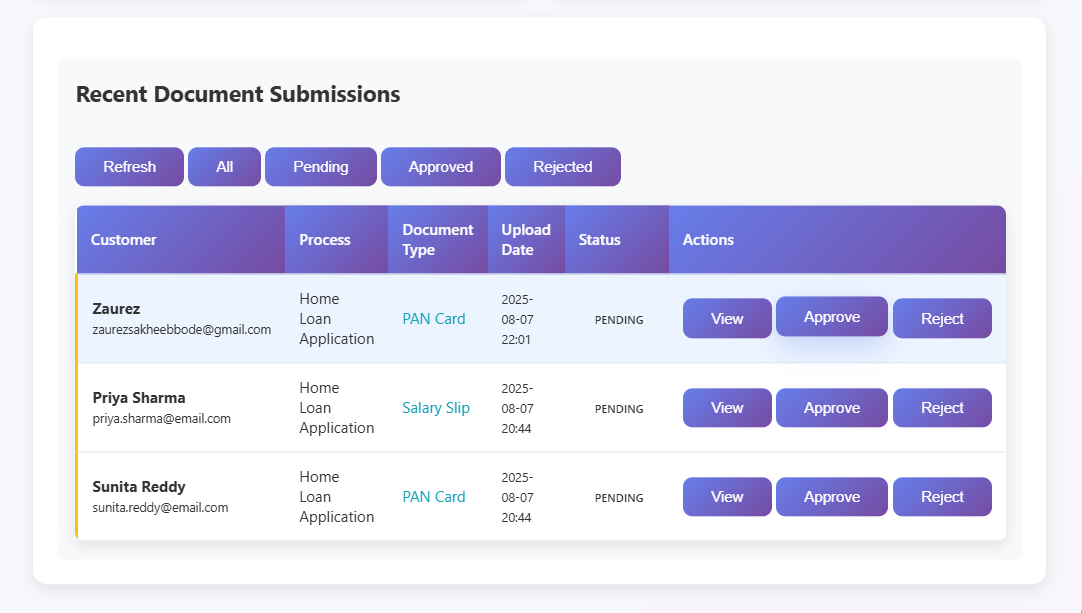 Recent Document Submissions
Refresh All Pending Approved Rejected
Customer Process Document Type Upload Date Status Actions
Zaurez
zaurezsakheebbode@gmail.com
Home
Loan
Application
PAN Card
2025-
08-07
22:01
PENDING
View Approve Reject
Priya Sharma
priya.sharma@email.com
Home
Loan
Application
Salary Slip
2025-
08-07
20:44
PENDING
View Approve Reject
Sunita Reddy
sunita.reddy@email.com
Home
Loan
Application
PAN Card
2025-
08-07
20:44
PENDING
View Approve Reject